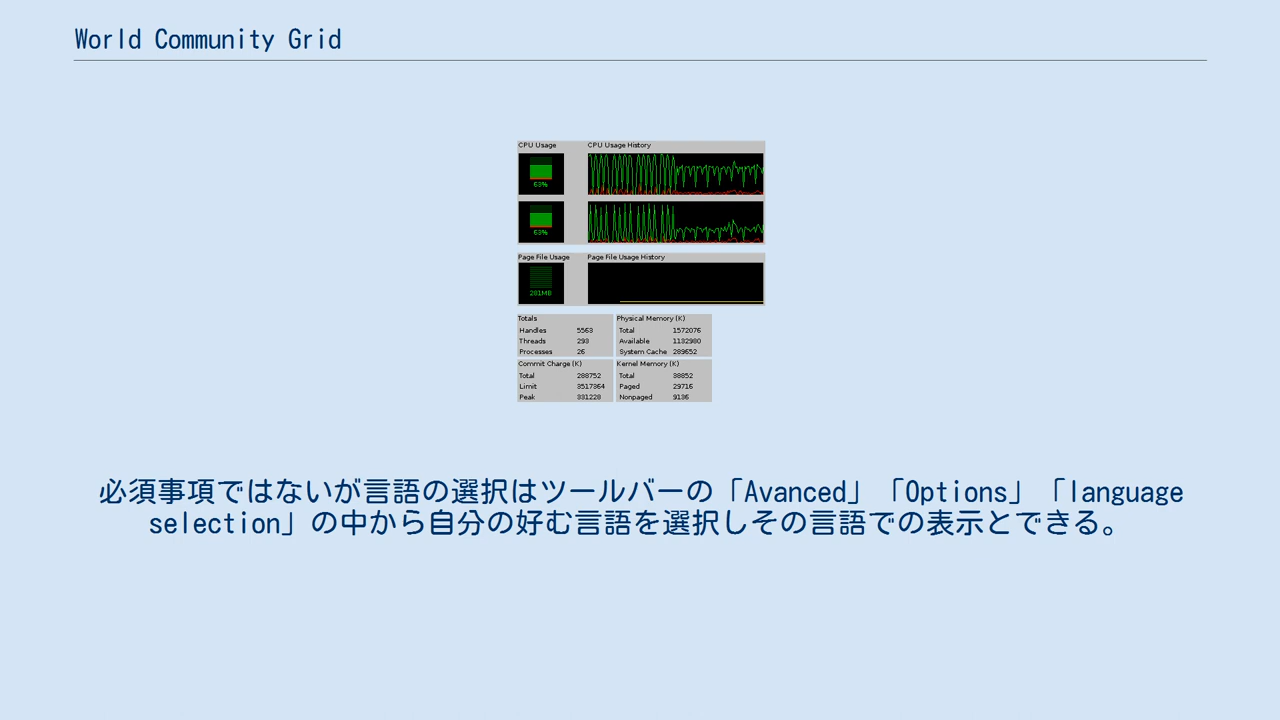 World Community Grid
CPU Usage CPU Usage History
53%
53%
Page File Usage Page File Usage History
281MB
Totals Physical Memory (K)
Handles 5563 Total 1572076
Threads 293 Available 1132980
Processes 26 System Cache 289652
Commit Charge (K) Kernel Memory (K)
Total 288752 Total 38852
Limit 3517364 Paged 29716
Peak 331228 Nonpaged 9136
必須事項ではないが言語の選択はツールバーの「Avanced」「Options」「language
selection」の中から自分の好む言語を選択しその言語での表示とできる。